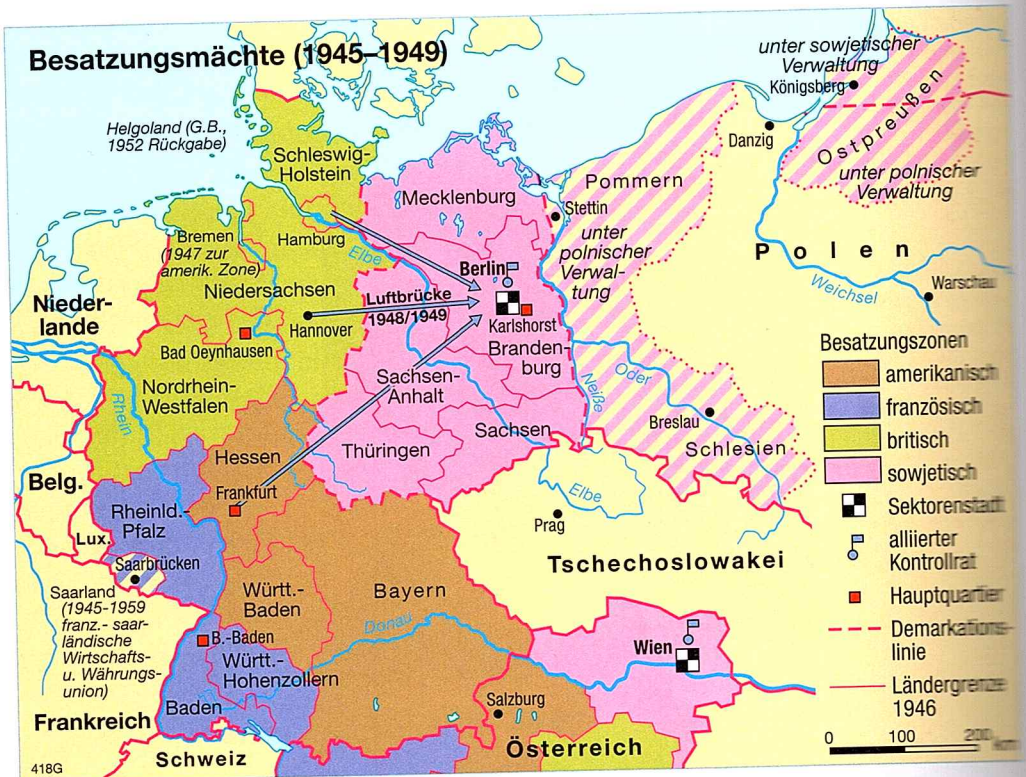 Besatzungsmächte (1945–1949)
unter sowjetischer
Verwaltung
Königsberg
Ostpreußen
Danzig
unter polnischer
Verwaltung
Helgoland (G.B.,
1952 Rückgabe)
Schleswig-
Holstein
Mecklenburg
Pommern
Stettin
unter
polnischer
Verwal-
tung
Polen
Weichsel
Warschau
Bremen
(1947 zur
amerik. Zone)
Hamburg
Elbe
Niedersachsen
Berlin
Luftbrücke
1948/1949
Hannover
Karlshorst
Branden-
burg
Nieder-
lande
Bad Oeynhausen
Nordrhein-
Westfalen
Rhein
Sachsen-
Anhalt
Neiße
Oder
Breslau
Schlesien
Sachsen
Thüringen
Hessen
Frankfurt
Belg.
Rheinld.-
Pfalz
Lux.
Saarbrücken
Elbe
Prag
Tschechoslowakei
Saarland
(1945-1959
franz.- saar-
ländische
Wirtschafts-
u. Währungs-
union)
Württ.-
Baden
Bayern
Donau
B.-Baden
Württ.-
Hohenzollern
Baden
Wien
Salzburg
Frankreich
Schweiz
Österreich
418G
Besatzungszonen
amerikanisch
französisch
britisch
sowjetisch
Sektorenstadt
alliierter
Kontrollrat
Hauptquartier
Demarkations-
linie
Ländergrenze
1946
0 100 200 km